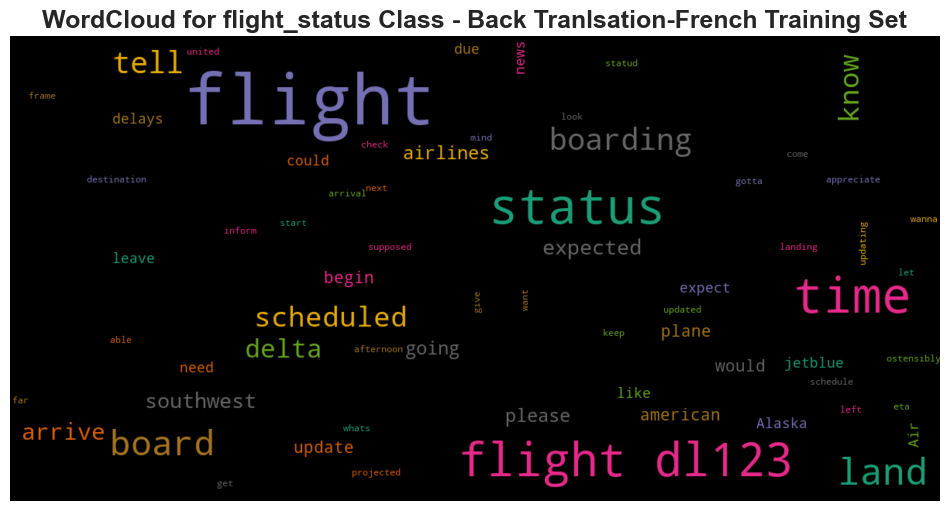 WordCloud for flight_status Class - Back Tranlsation-French Training Set
united
due
news
tell
statud
know
flight
frame
delays
look
boarding
check
mind
airlines
could
come
destination
next
arrival
gotta
appreciate
status
start
inform
wanna
supposed
expected
landing
updating
leave
let
begin
expect
time
give
want
updated
scheduled
plane
keep
able
delta
afternoon
going
need
would
jetblue
ostensibly
schedule
like
far
southwest
please
american
left
eta
Alaska
arrive
whats
board
update
Air
flight dl123
land
projected
get